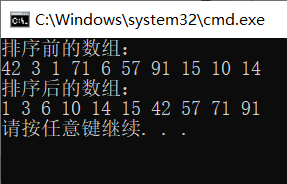 C:\Windows\system32\cmd.exe
排序前的数组：
42 3 1 71 6 57 91 15 10 14
排序后的数组：
1 3 6 10 14 15 42 57 71 91
请按任意键继续. . .